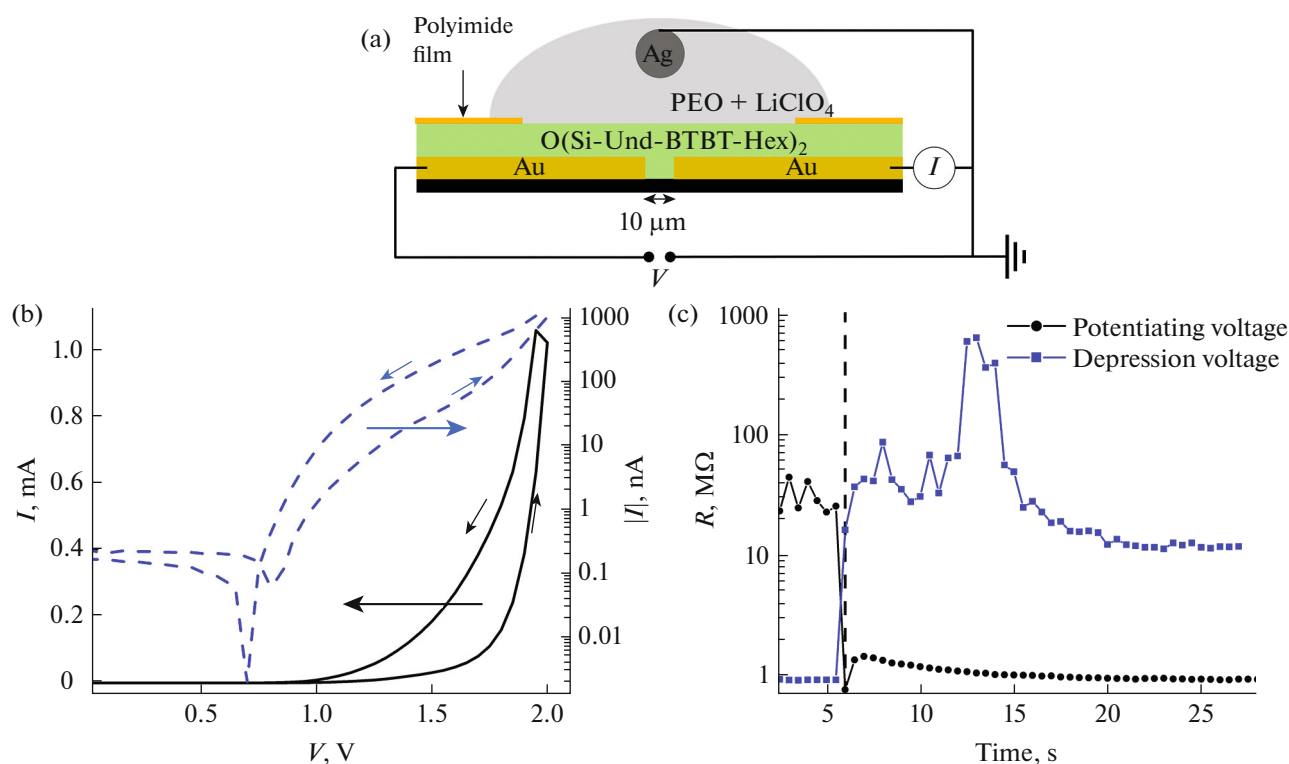 (a)
Polyimide
film
Ag
PEO + LiClO₄
O(Si-Und-BTBT-Hex)₂
Au
Au
I
10 μm
V
(b)
I, mA
1.0
0.8
0.6
0.4
0.2
0
0.5
1.0
1.5
2.0
V, V
1000
100
10
1
0.1
0.01
|I|, nA
(c)
Potentiating voltage
Depression voltage
R, MΩ
1000
100
10
1
5
10
15
20
25
Time, s